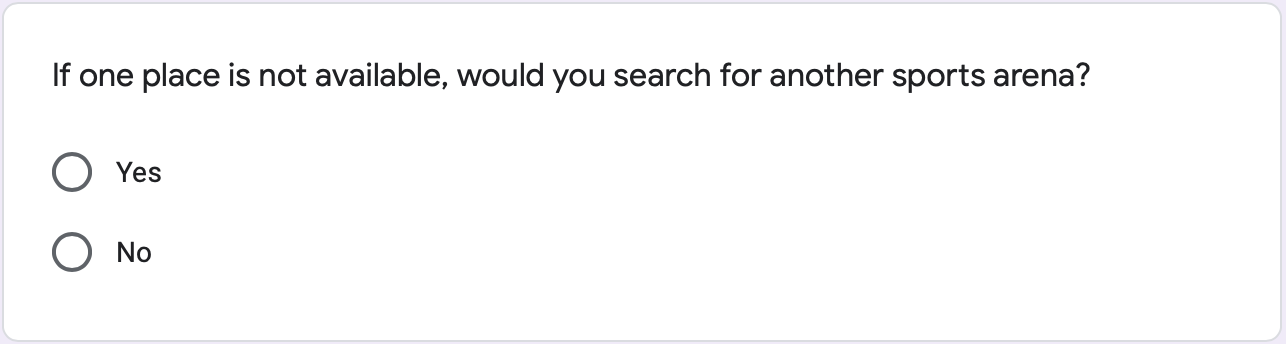 If one place is not available, would you search for another sports arena?
Yes
No